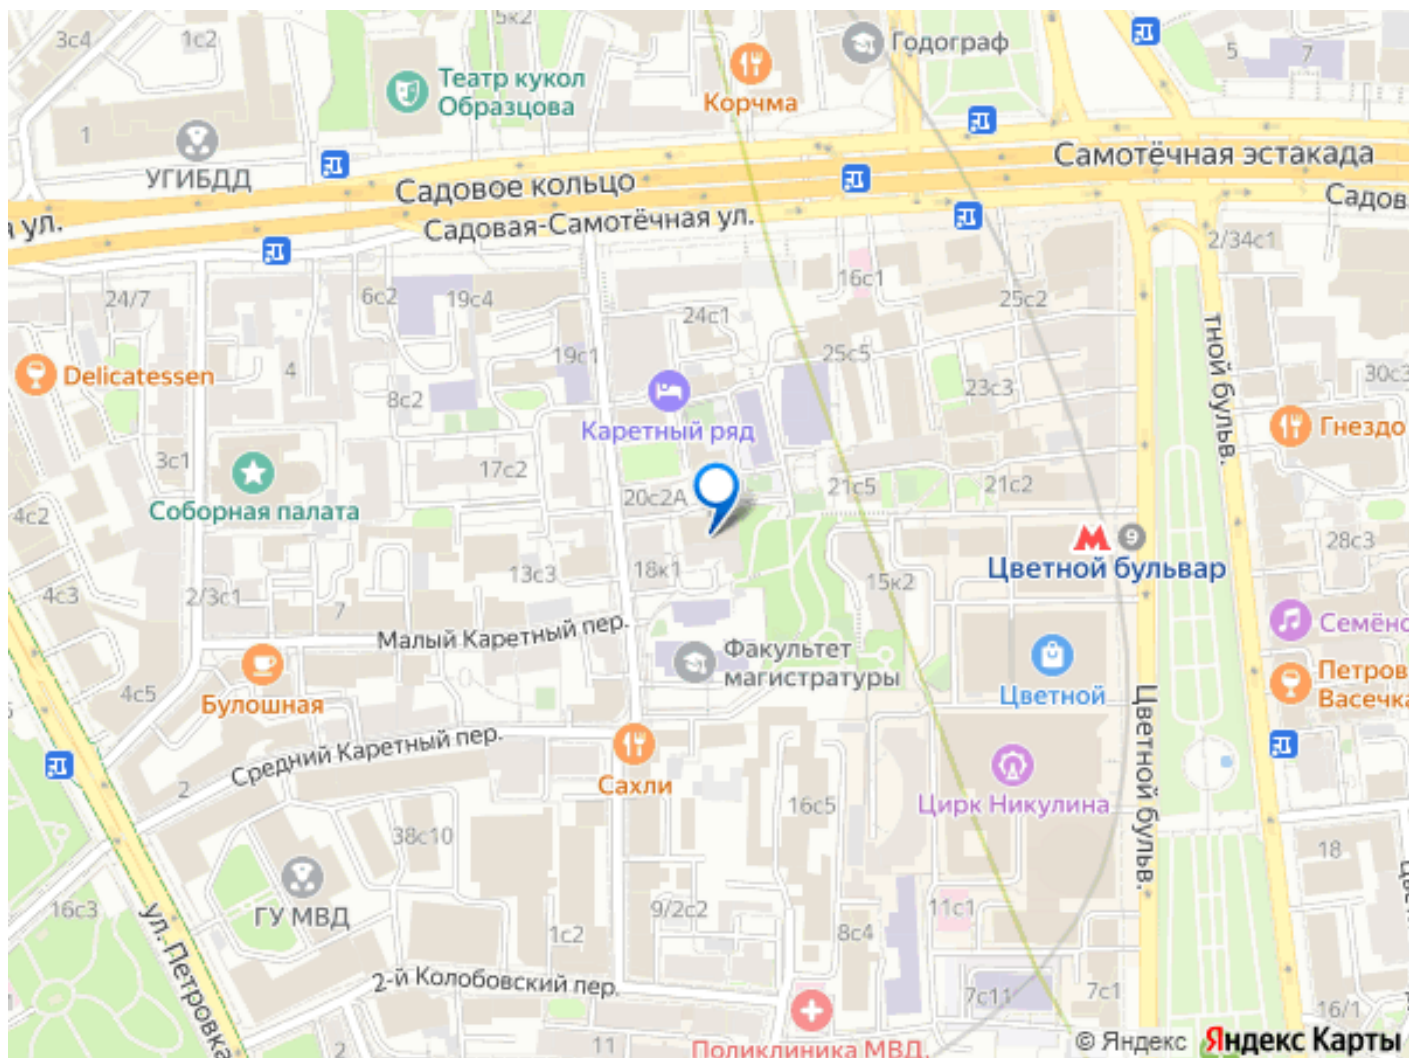 3с4
1с2
5к2
Годограф
5
7
Театр кукол
Образцова
Корчма
1
УГИБДД
Самотёчная эстакада
Садовое кольцо
Садов
а ул.
Садовая-Самотёчная ул.
2/34с1
16с1
24/7
6с2
19с4
25с2
24с1
тной бульв.
19с1
25с5
Delicatessen
4
30с3
8с2
23с3
Каретный ряд
Гнездо
3с1
17с2
20с2А
21с5
21с2
Соборная палата
4с2
9
28с3
Цветной бульвар
13с3
18к1
15к2
4с3
2/3с1
7
Малый Каретный пер.
Семёнс
Факультет
магистратуры
4с5
Булошная
Цветной
Петров
Васечка
Средний Каретный пер.
Цветной бульв.
2
Сахли
Цирк Никулина
16с5
38с10
18
16с3
ГУ МВД
9/2с2
11с1
1с2
8с4
ул. Петровка
2-й Колобовский пер.
7с11
7с1
16/1
2
11
Поликлиника МВД,
© Яндекс Яндекс Карты